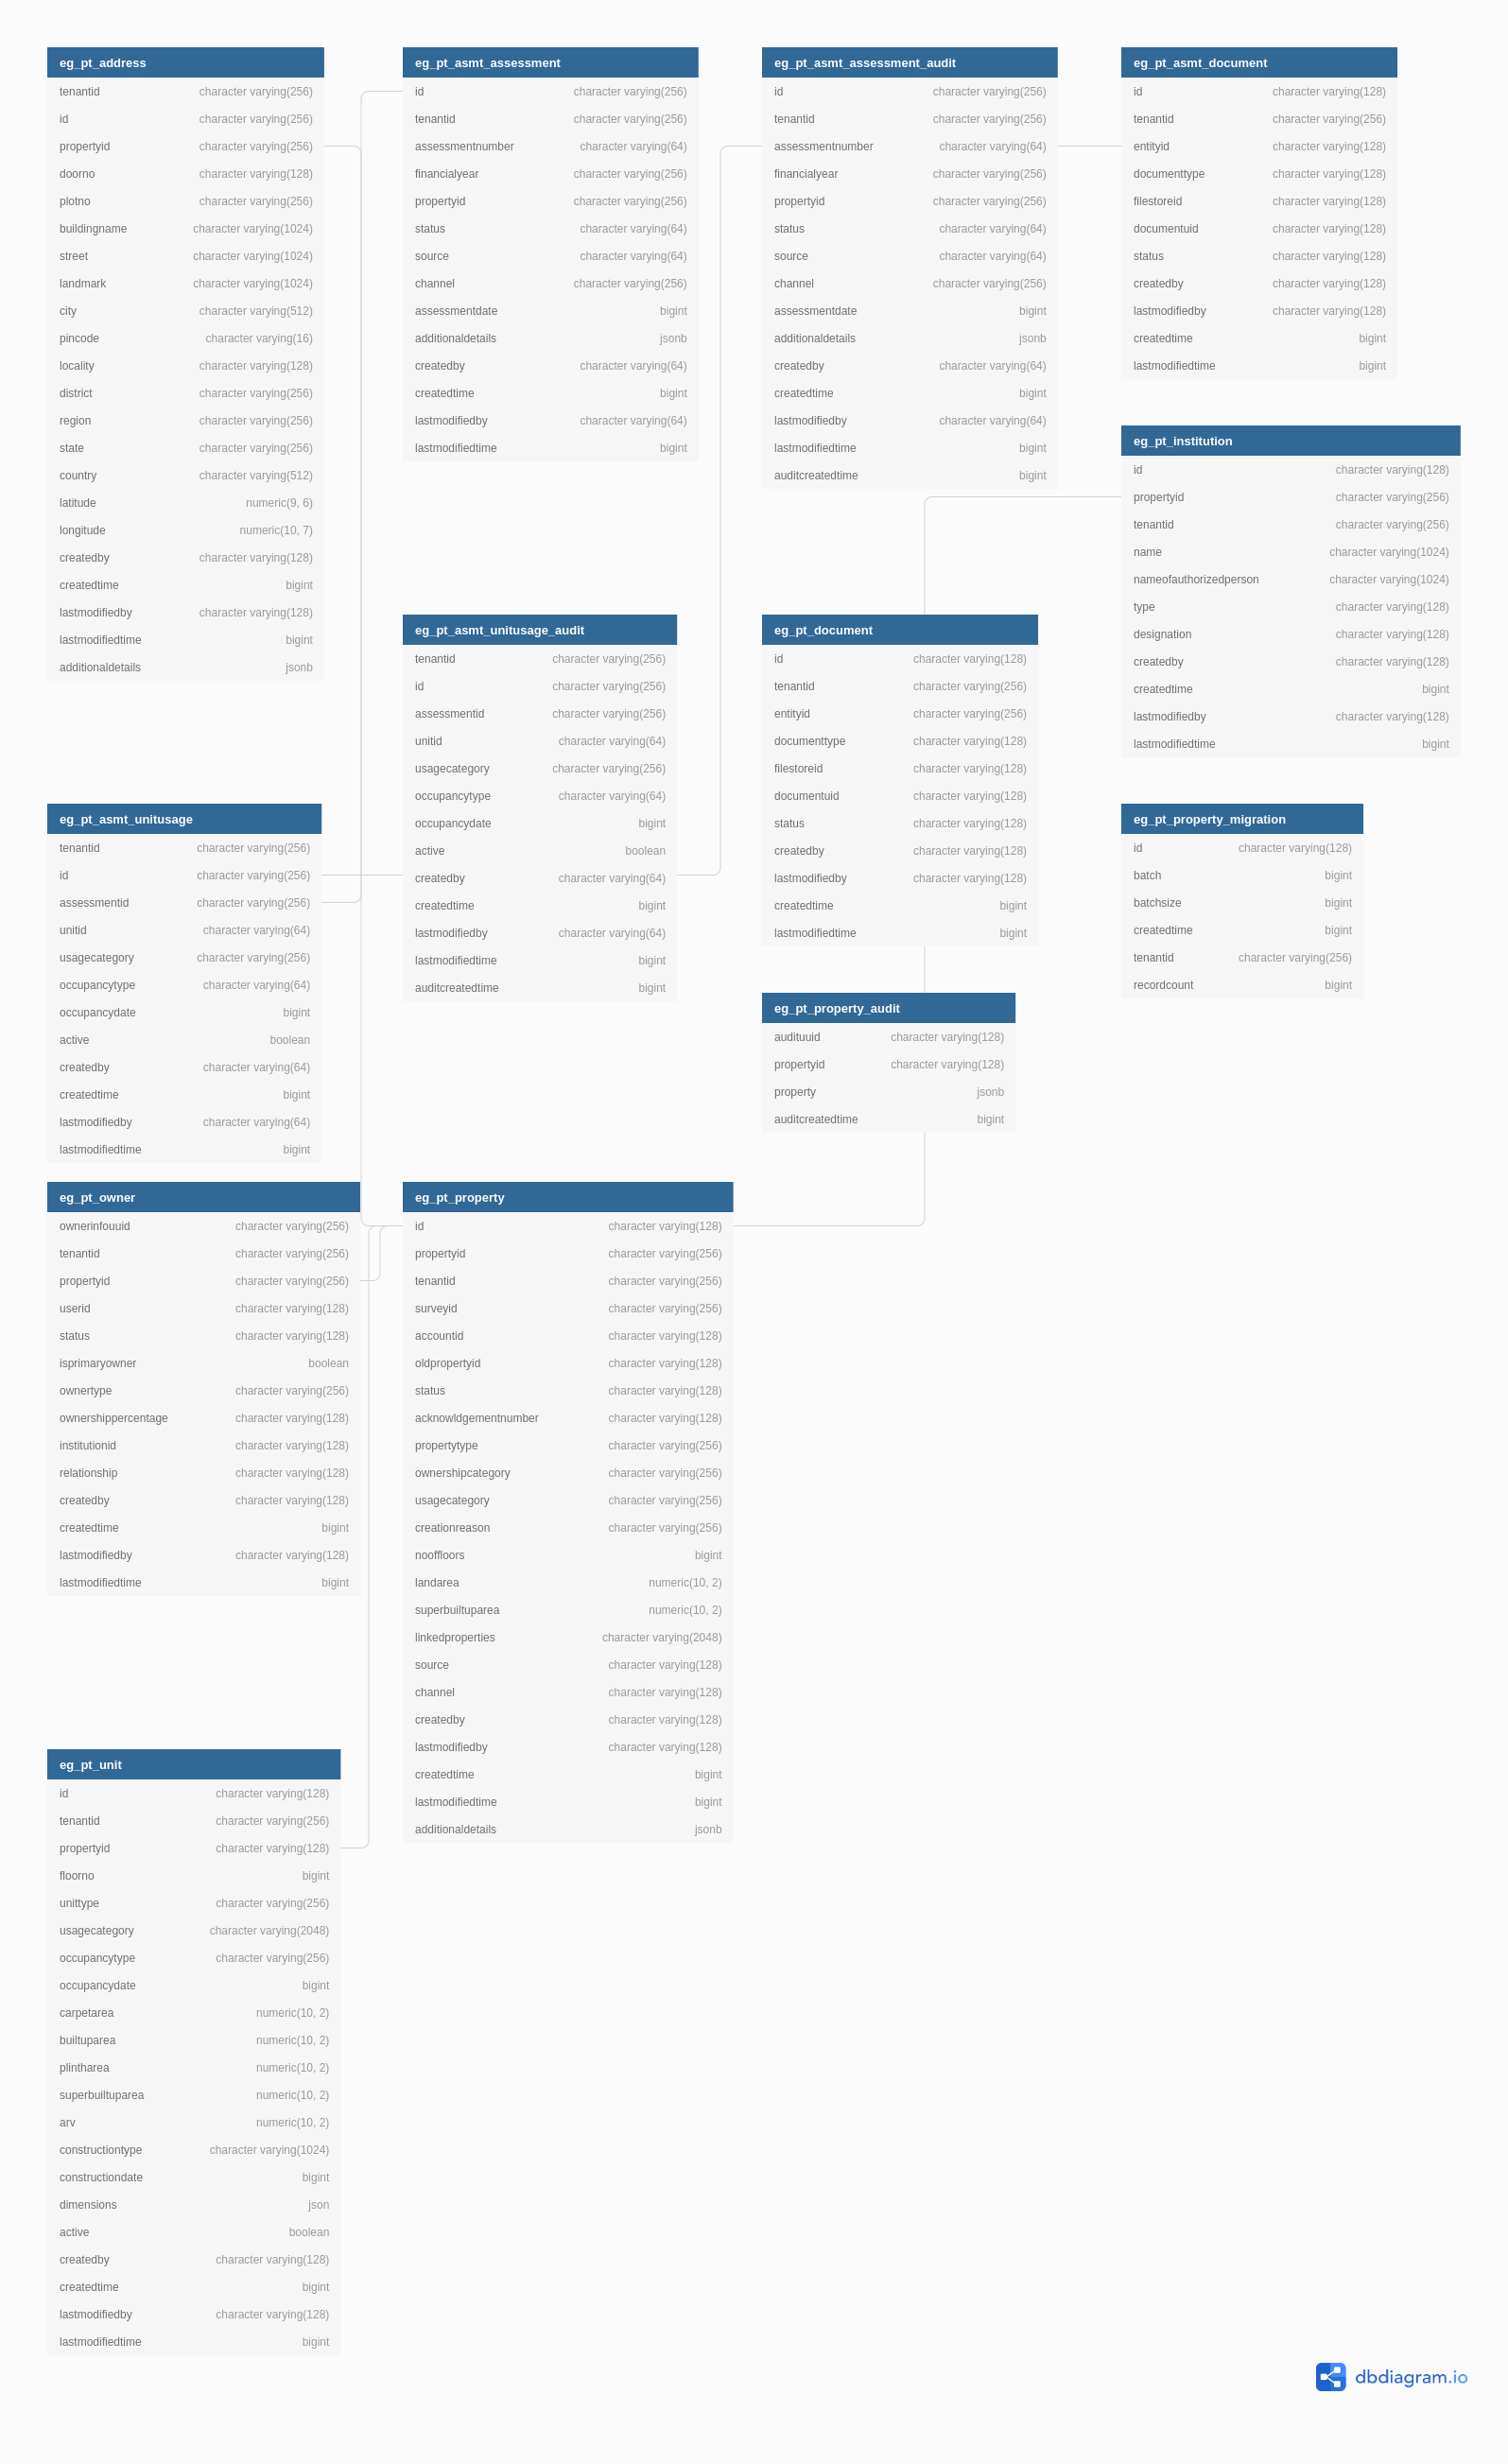 eg_pt_address
tenantid character varying(256)
id character varying(256)
propertyid character varying(256)
doorno character varying(128)
plotno character varying(256)
buildingname character varying(1024)
street character varying(1024)
landmark character varying(1024)
city character varying(512)
pincode character varying(16)
locality character varying(128)
district character varying(256)
region character varying(256)
state character varying(256)
country character varying(512)
latitude numeric(9, 6)
longitude numeric(10, 7)
createdby character varying(128)
createdtime bigint
lastmodifiedby character varying(128)
lastmodifiedtime bigint
additionaldetails jsonb
eg_pt_asmt_assessment
id character varying(256)
tenantid character varying(256)
assessmentnumber character varying(64)
financialyear character varying(256)
propertyid character varying(256)
status character varying(64)
source character varying(64)
channel character varying(256)
assessmentdate bigint
additionaldetails jsonb
createdby character varying(64)
createdtime bigint
lastmodifiedby character varying(64)
lastmodifiedtime bigint
eg_pt_asmt_assessment_audit
id character varying(256)
tenantid character varying(256)
assessmentnumber character varying(64)
financialyear character varying(256)
propertyid character varying(256)
status character varying(64)
source character varying(64)
channel character varying(256)
assessmentdate bigint
additionaldetails jsonb
createdby character varying(64)
createdtime bigint
lastmodifiedby character varying(64)
lastmodifiedtime bigint
auditcreatedtime bigint
eg_pt_asmt_document
id character varying(128)
tenantid character varying(256)
entityid character varying(128)
documenttype character varying(128)
filestoreid character varying(128)
documentuid character varying(128)
status character varying(128)
createdby character varying(128)
lastmodifiedby character varying(128)
createdtime bigint
lastmodifiedtime bigint
eg_pt_institution
id character varying(128)
propertyid character varying(256)
tenantid character varying(256)
name character varying(1024)
nameofauthorizedperson character varying(1024)
type character varying(128)
designation character varying(128)
createdby character varying(128)
createdtime bigint
lastmodifiedby character varying(128)
lastmodifiedtime bigint
eg_pt_asmt_unitusage_audit
tenantid character varying(256)
id character varying(256)
assessmentid character varying(256)
unitid character varying(64)
usagecategory character varying(256)
occupancytype character varying(64)
occupancydate bigint
active boolean
createdby character varying(64)
createdtime bigint
lastmodifiedby character varying(64)
lastmodifiedtime bigint
auditcreatedtime bigint
eg_pt_document
id character varying(128)
tenantid character varying(256)
entityid character varying(256)
documenttype character varying(128)
filestoreid character varying(128)
documentuid character varying(128)
status character varying(128)
createdby character varying(128)
lastmodifiedby character varying(128)
createdtime bigint
lastmodifiedtime bigint
eg_pt_asmt_unitusage
tenantid character varying(256)
id character varying(256)
assessmentid character varying(256)
unitid character varying(64)
usagecategory character varying(256)
occupancytype character varying(64)
occupancydate bigint
active boolean
createdby character varying(64)
createdtime bigint
lastmodifiedby character varying(64)
lastmodifiedtime bigint
eg_pt_property_migration
id character varying(128)
batch bigint
batchsize bigint
createdtime bigint
tenantid character varying(256)
recordcount bigint
eg_pt_property_audit
audituuid character varying(128)
propertyid character varying(128)
property jsonb
auditcreatedtime bigint
eg_pt_owner
ownerinfouuid character varying(256)
tenantid character varying(256)
propertyid character varying(256)
userid character varying(128)
status character varying(128)
isprimaryowner boolean
ownertype character varying(256)
ownershippercentage character varying(128)
institutionid character varying(128)
relationship character varying(128)
createdby character varying(128)
createdtime bigint
lastmodifiedby character varying(128)
lastmodifiedtime bigint
eg_pt_property
id character varying(128)
propertyid character varying(256)
tenantid character varying(256)
surveyid character varying(256)
accountid character varying(128)
oldpropertyid character varying(128)
status character varying(128)
acknowldgementnumber character varying(128)
propertytype character varying(256)
ownershipcategory character varying(256)
usagecategory character varying(256)
creationreason character varying(256)
nooffloors bigint
landarea numeric(10, 2)
superbuiltuparea numeric(10, 2)
linkedproperties character varying(2048)
source character varying(128)
channel character varying(128)
createdby character varying(128)
lastmodifiedby character varying(128)
createdtime bigint
lastmodifiedtime bigint
additionaldetails jsonb
eg_pt_unit
id character varying(128)
tenantid character varying(256)
propertyid character varying(128)
floorno bigint
unittype character varying(256)
usagecategory character varying(2048)
occupancytype character varying(256)
occupancydate bigint
carpetarea numeric(10, 2)
builtuparea numeric(10, 2)
plintharea numeric(10, 2)
superbuiltuparea numeric(10, 2)
arv numeric(10, 2)
constructiontype character varying(1024)
constructiondate bigint
dimensions json
active boolean
createdby character varying(128)
createdtime bigint
lastmodifiedby character varying(128)
lastmodifiedtime bigint
dbdiagram.io